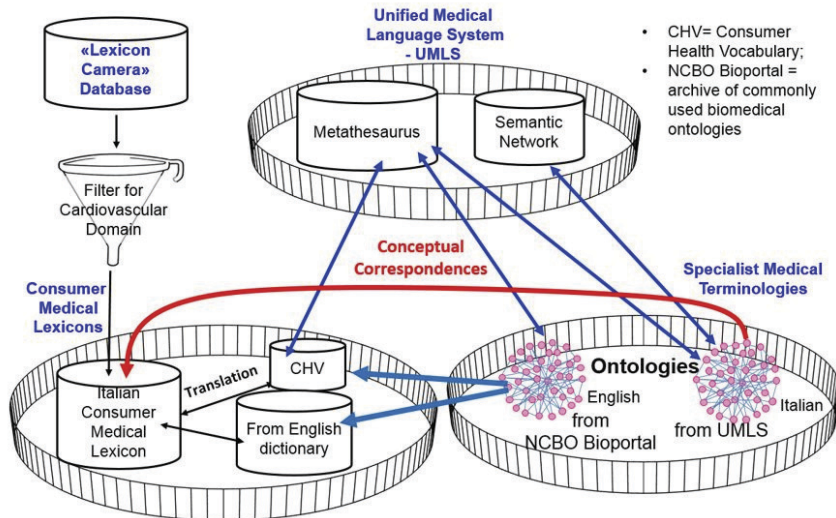 «Lexicon
Camera»
Database
Unified Medical
Language System
- UMLS
• CHV= Consumer
Health Vocabulary;
• NCBO Bioportal =
archive of commonly
used biomedical
ontologies
Metathesaurus
Semantic
Network
Filter for
Cardiovascular
Domain
Conceptual
Correspondences
Consumer
Medical
Lexicons
Specialist Medical
Terminologies
Italian
Consumer
Medical
Lexicon
Translation
CHV
From English
dictionary
Ontologies
English
from
NCBO Bioportal
Italian
from UMLS